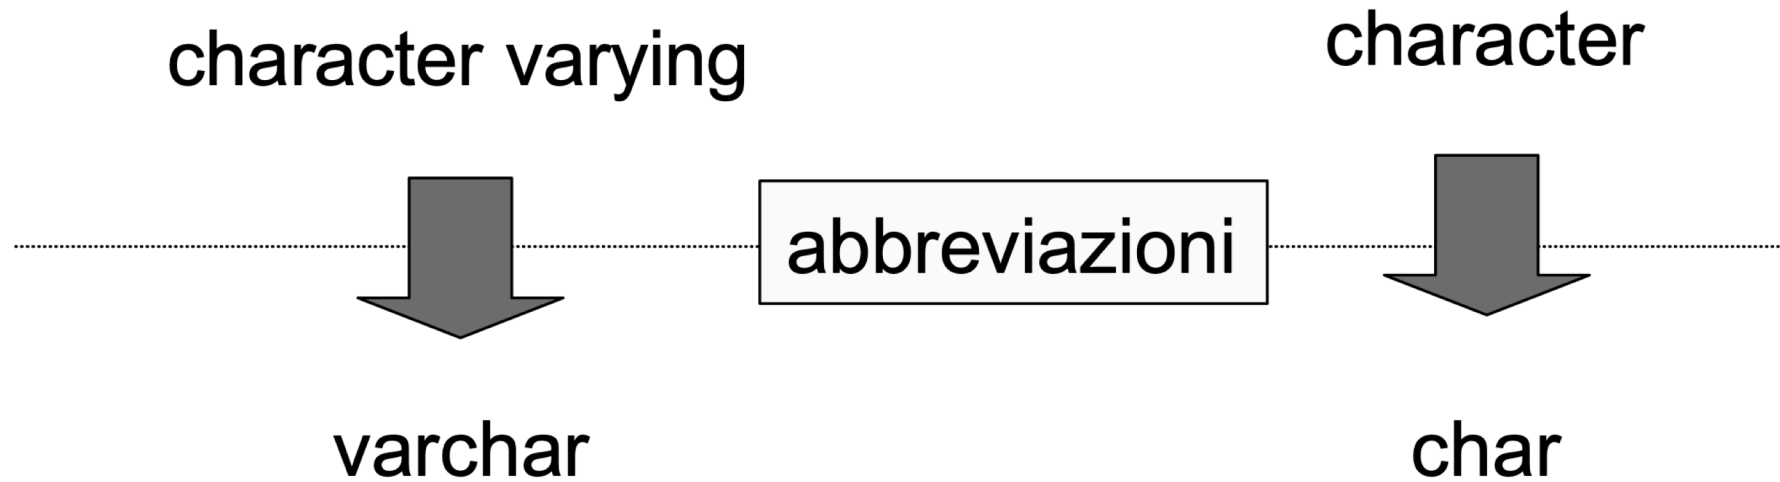 character varying
character
abbreviazioni
varchar
char